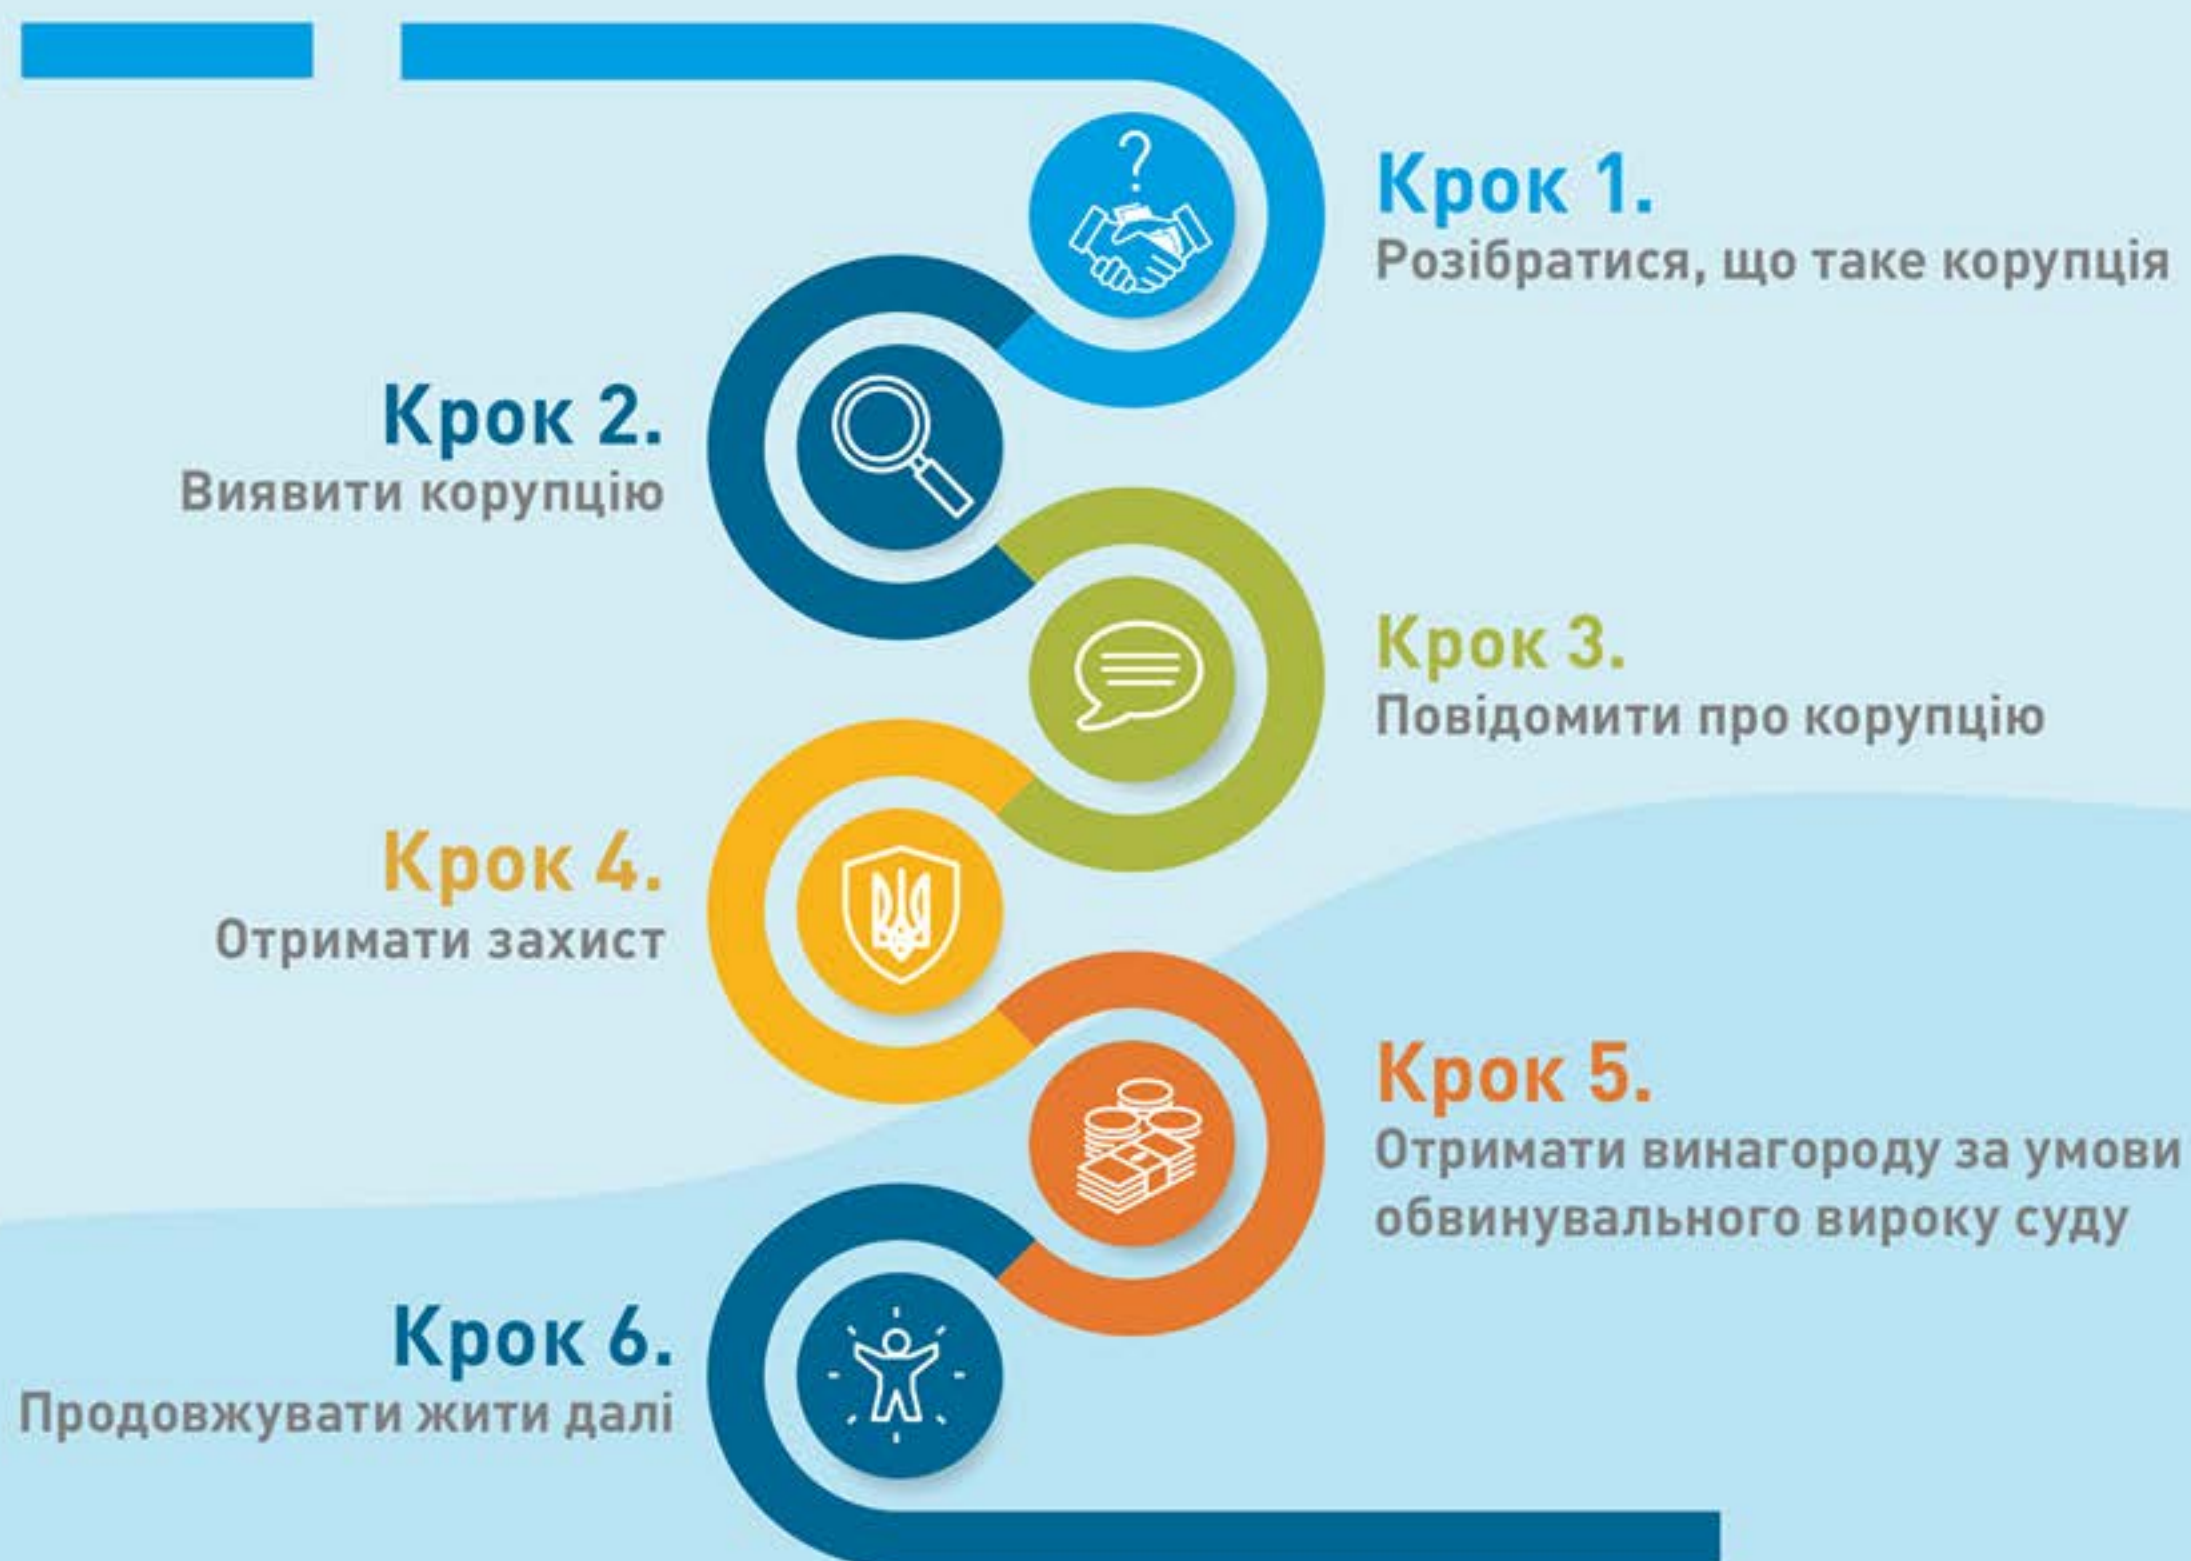 Крок 1.
Розібратися, що таке корупція
Крок 2.
Виявити корупцію
Крок 3.
Повідомити про корупцію
Крок 4.
Отримати захист
Крок 5.
Отримати винагороду за умови
обвинувального вироку суду
Крок 6.
Продовжувати жити далі